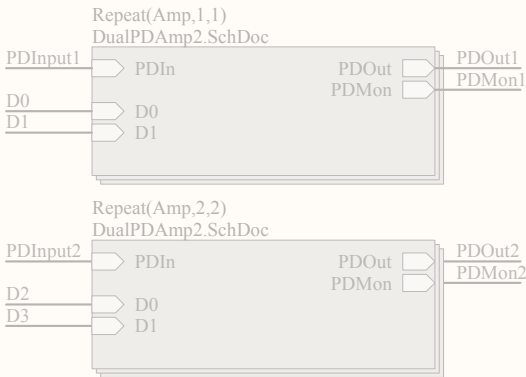 Repeat(Amp,1,1)
DualPDAmp2.SchDoc
PDInput1
PDIn
PDOut
PDOut1
PDMon
PDMon1
D0
D0
D1
D1
Repeat(Amp,2,2)
DualPDAmp2.SchDoc
PDInput2
PDIn
PDOut
PDOut2
PDMon
PDMon2
D2
D0
D3
D1